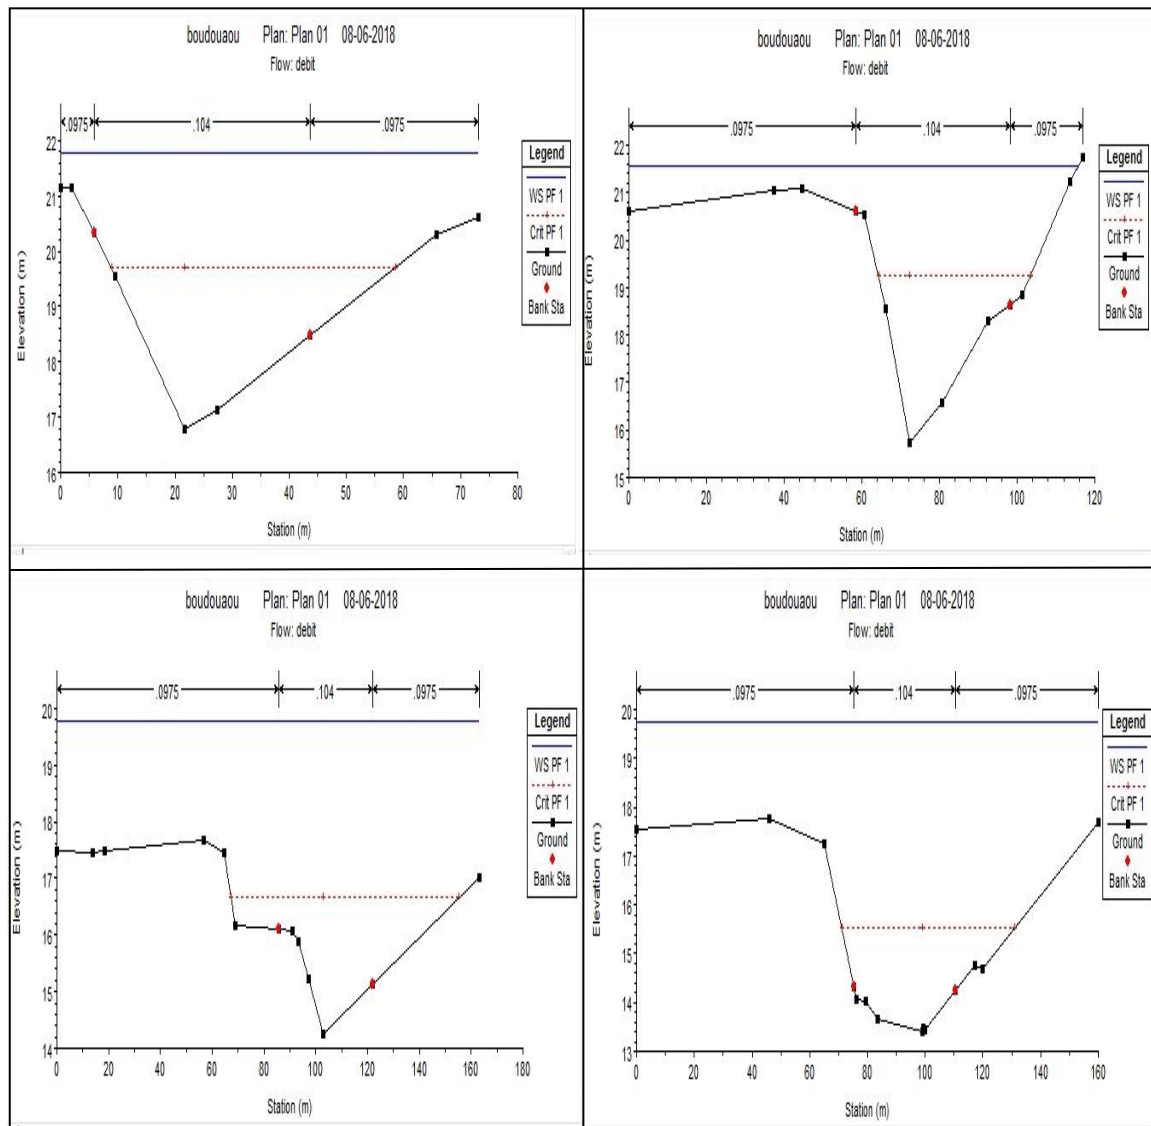 boudouaou Plan: Plan 01 08-06-2018
Flow: debit
.0975 .104 .0975
22
21
20
19
18
17
16
Elevation (m)
0 10 20 30 40 50 60 70 80
Station (m)
Legend
WS PF 1
Crit PF 1
Ground
Bank Sta
boudouaou Plan: Plan 01 08-06-2018
Flow: debit
.0975 .104 .0975
22
21
20
19
18
17
16
15
Elevation (m)
0 20 40 60 80 100 120
Station (m)
Legend
WS PF 1
Crit PF 1
Ground
Bank Sta
boudouaou Plan: Plan 01 08-06-2018
Flow: debit
.0975 .104 .0975
20
19
18
17
16
15
14
Elevation (m)
0 20 40 60 80 100 120 140 160 180
Station (m)
Legend
WS PF 1
Crit PF 1
Ground
Bank Sta
boudouaou Plan: Plan 01 08-06-2018
Flow: debit
.0975 .104 .0975
20
19
18
17
16
15
14
13
Elevation (m)
0 20 40 60 80 100 120 140 160
Station (m)
Legend
WS PF 1
Crit PF 1
Ground
Bank Sta